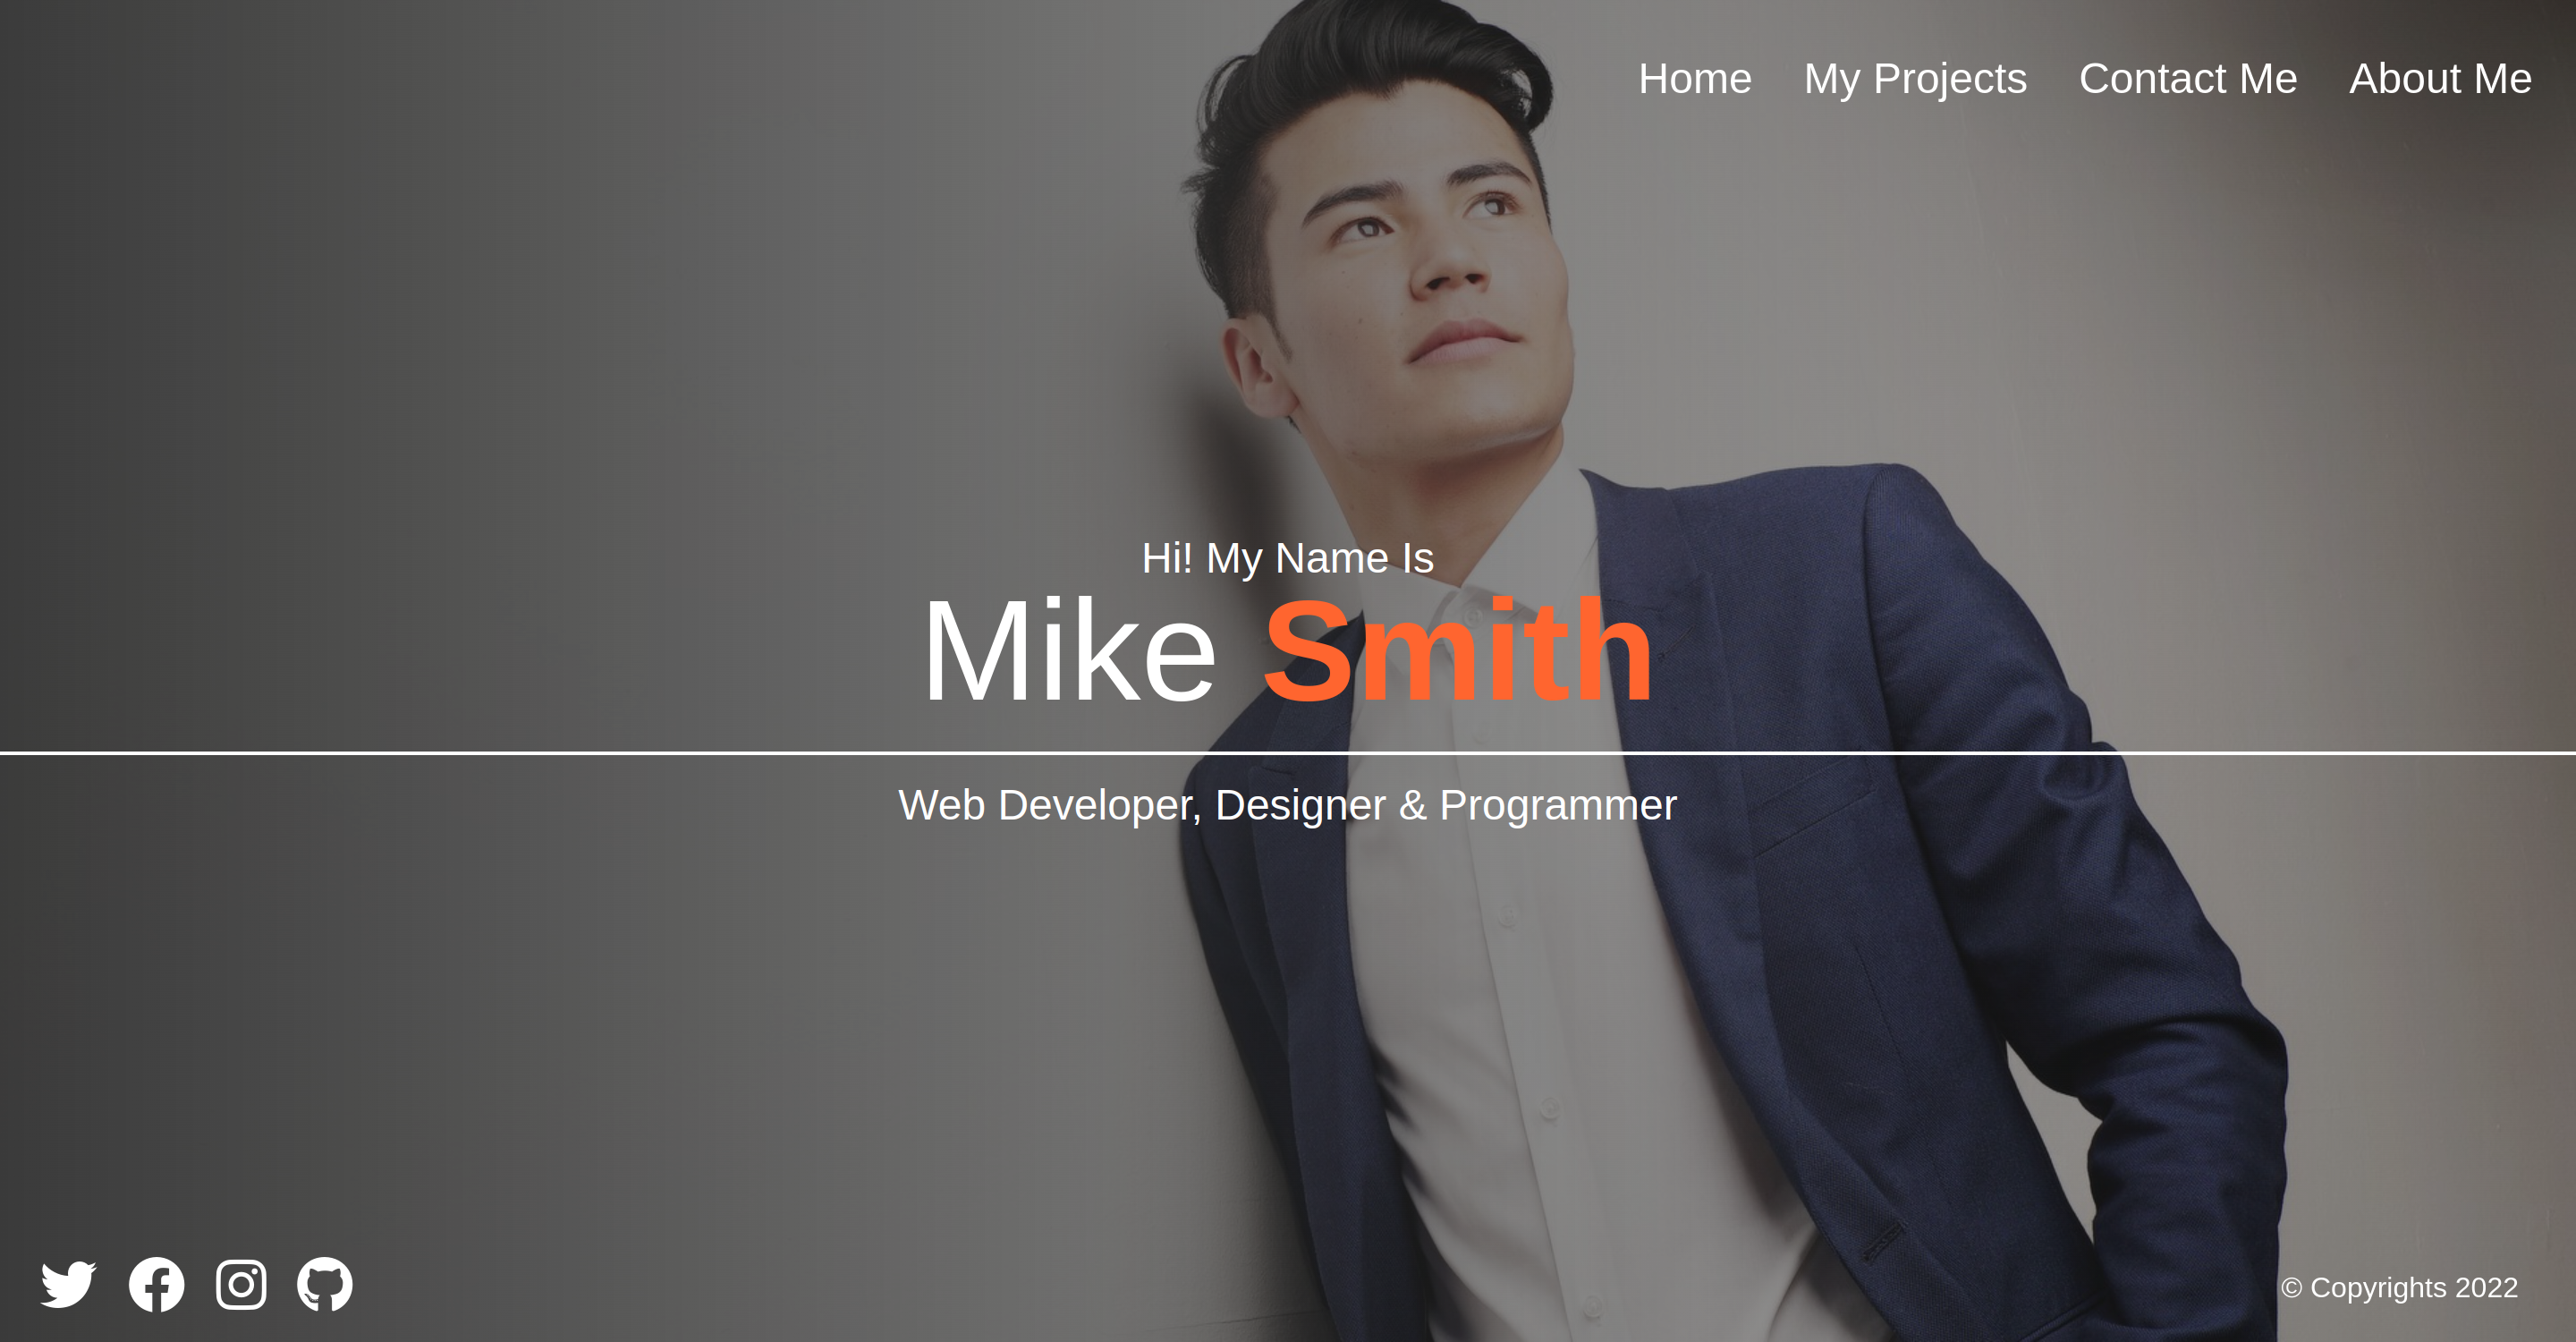 Home My Projects Contact Me About Me
Hi! My Name Is
Mike Smith
Web Developer, Designer & Programmer
© Copyrights 2022